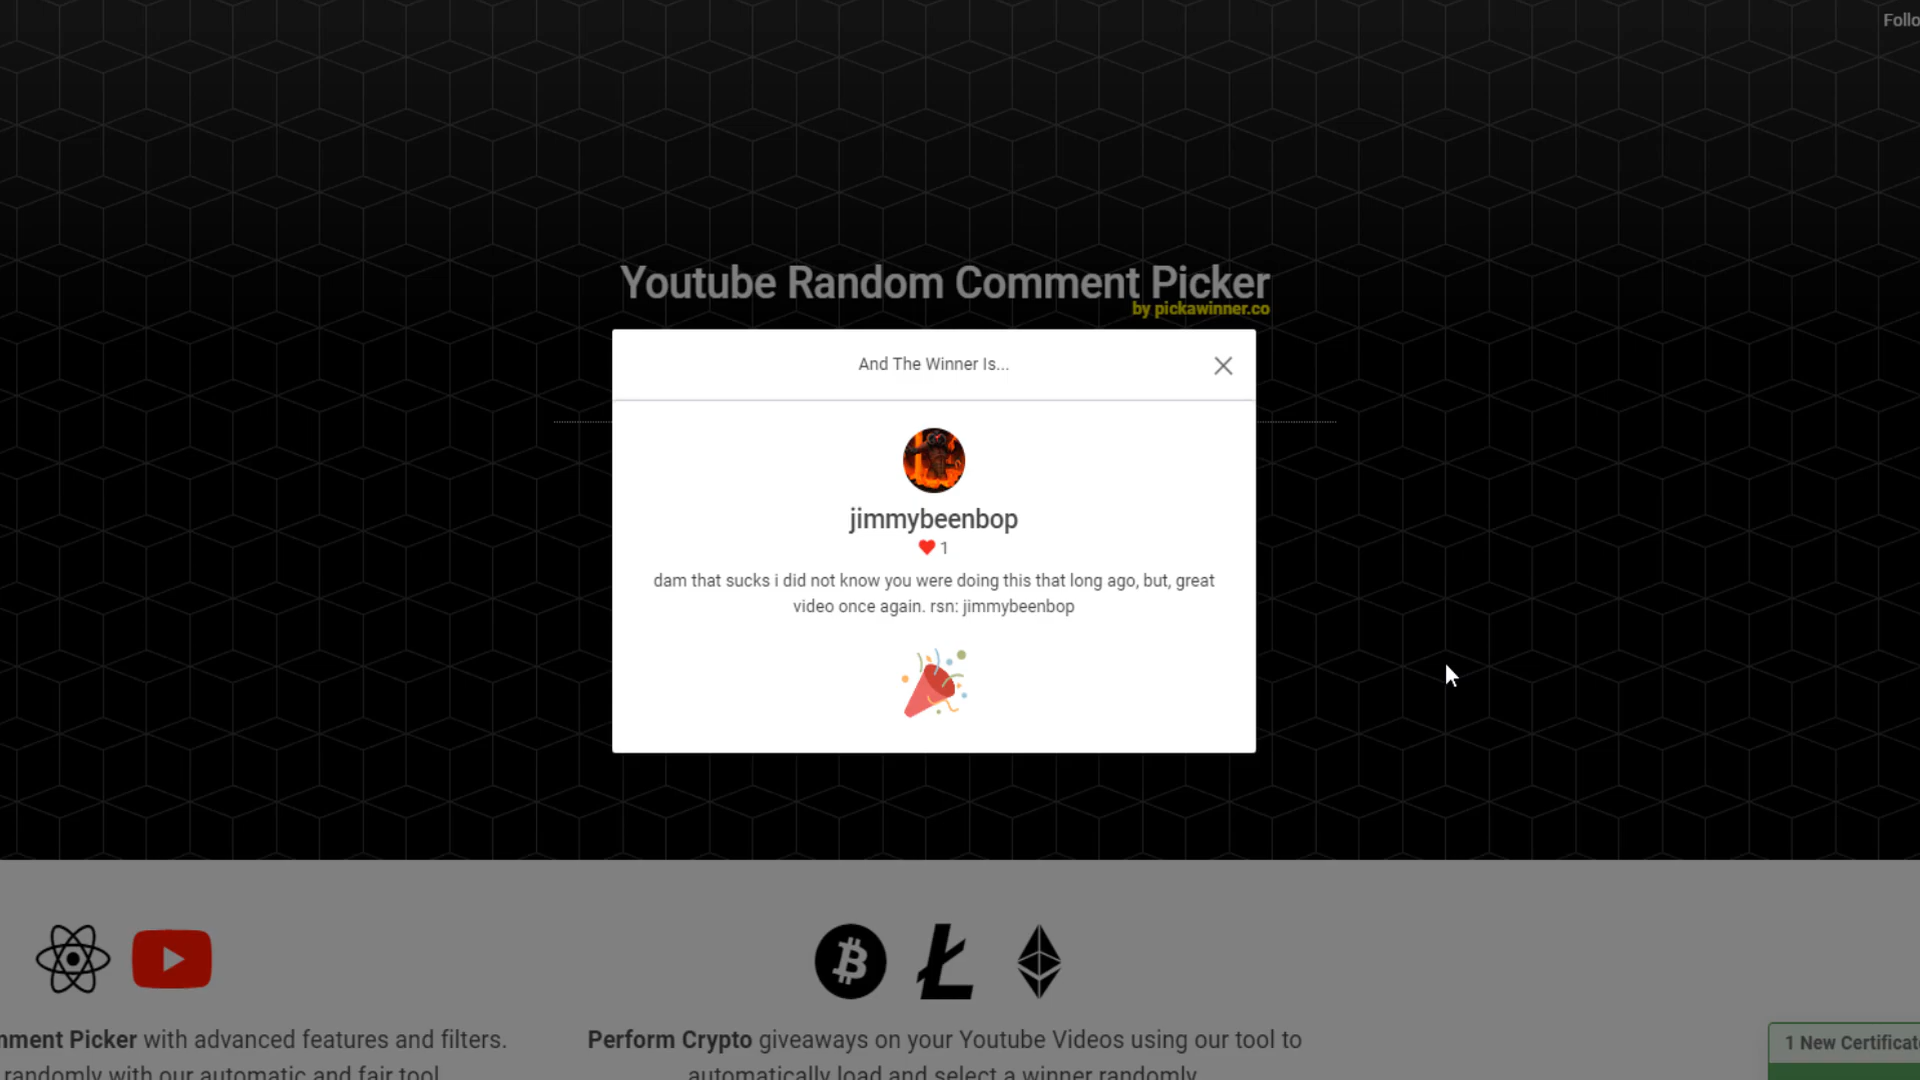 Follo
Youtube Random Comment Picker
by pickawinner.co
And The Winner Is...
jimmybeenbop
1
dam that sucks i did not know you were doing this that long ago, but, great
video once again. rsn: jimmybeenbop
mment Picker with advanced features and filters.
randomly with our automatic and fair tool
Perform Crypto giveaways on your Youtube Videos using our tool to
automatically load and select a winner randomly
1 New Certificat